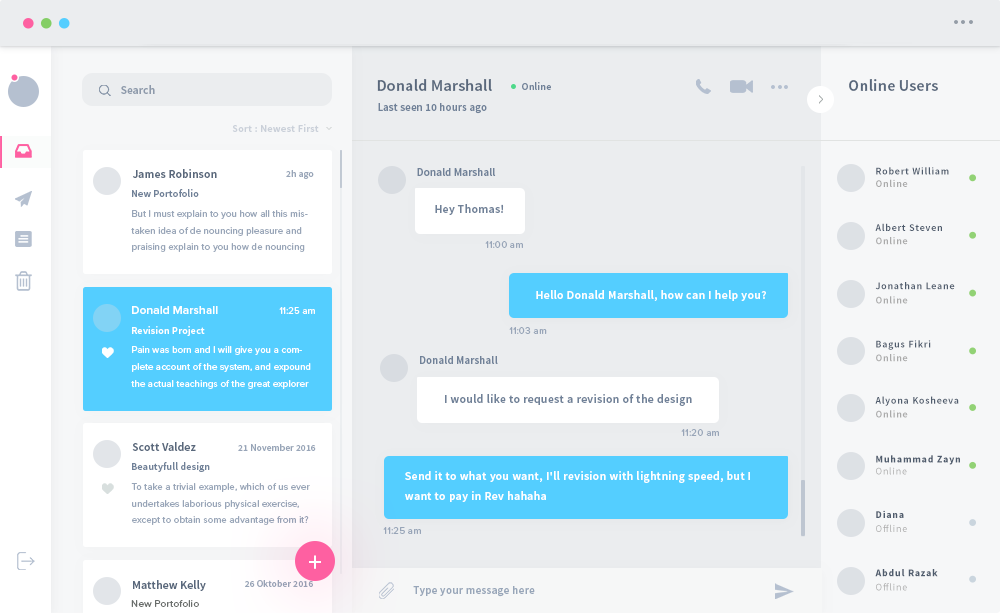 Search
Sort : Newest First
James Robinson
2h ago
New Portofolio
But I must explain to you how all this mis-
taken idea of de nouncing pleasure and
praising explain to you how de nouncing
Donald Marshall
11:25 am
Revision Project
Pain was born and I will give you a com-
plete account of the system, and expound
the actual teachings of the great explorer
Scott Valdez
21 November 2016
Beautyfull design
To take a trivial example, which of us ever
undertakes laborious physical exercise,
except to obtain some advantage from it?
Matthew Kelly
26 Oktober 2016
New Portofolio
Donald Marshall
Online
Last seen 10 hours ago
Donald Marshall
Hey Thomas!
11:00 am
Hello Donald Marshall, how can I help you?
11:03 am
Donald Marshall
I would like to request a revision of the design
11:20 am
Send it to what you want, I'll revision with lightning speed, but I
want to pay in Rev hahaha
11:25 am
Type your message here
Online Users
Robert William
Online
Albert Steven
Online
Jonathan Leane
Online
Bagus Fikri
Online
Alyona Kosheeva
Online
Muhammad Zayn
Online
Diana
Offline
Abdul Razak
Offline